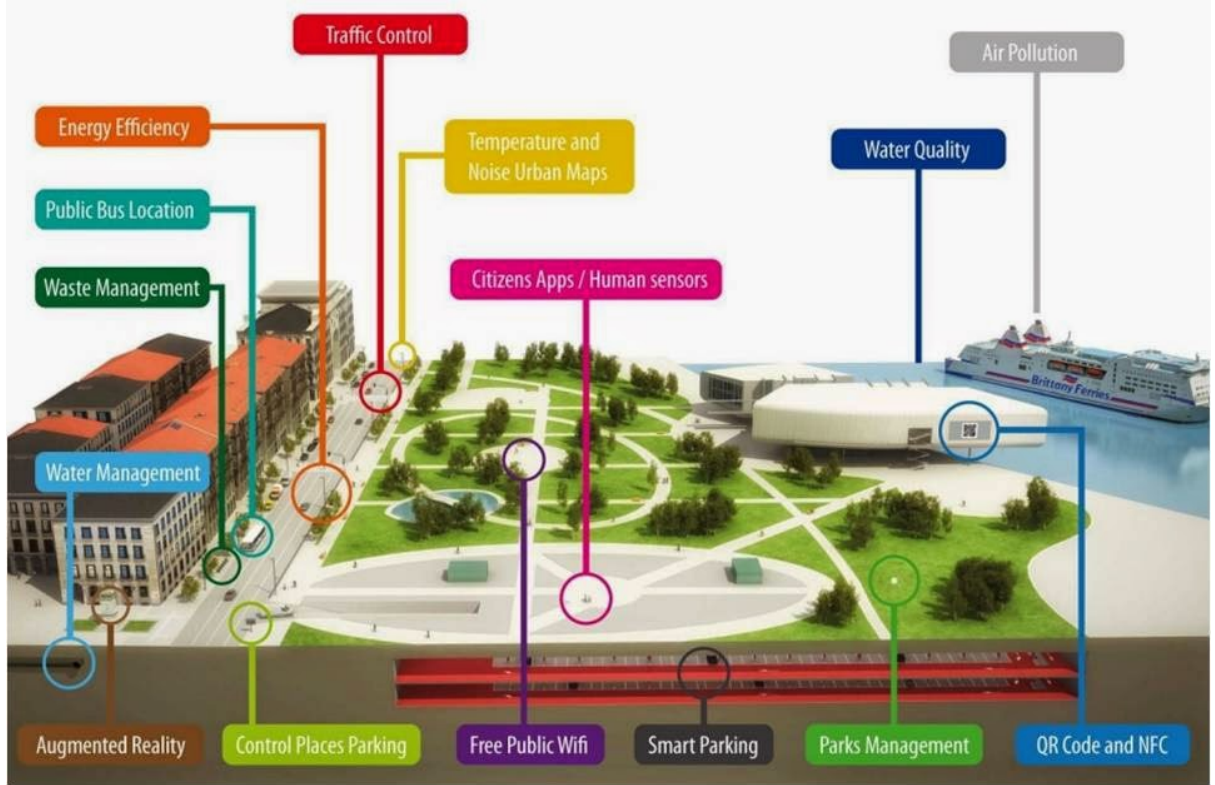 Traffic Control
Air Pollution
Energy Efficiency
Temperature and
Noise Urban Maps
Water Quality
Public Bus Location
Citizens Apps / Human sensors
Waste Management
Brittany Ferries
Water Management
Augmented Reality
Control Places Parking
Free Public Wifi
Smart Parking
Parks Management
QR Code and NFC